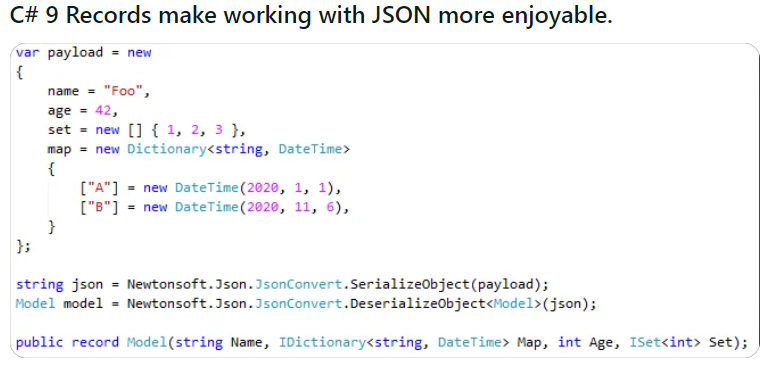 C# 9 Records make working with JSON more enjoyable.
var payload = new
{
    name = "Foo",
    age = 42,
    set = new [] { 1, 2, 3 },
    map = new Dictionary<string, DateTime>
    {
        ["A"] = new DateTime(2020, 1, 1),
        ["B"] = new DateTime(2020, 11, 6),
    }
};
string json = Newtonsoft.Json.JsonConvert.SerializeObject(payload);
Model model = Newtonsoft.Json.JsonConvert.DeserializeObject<Model>(json);
public record Model(string Name, IDictionary<string, DateTime> Map, int Age, ISet<int> Set);